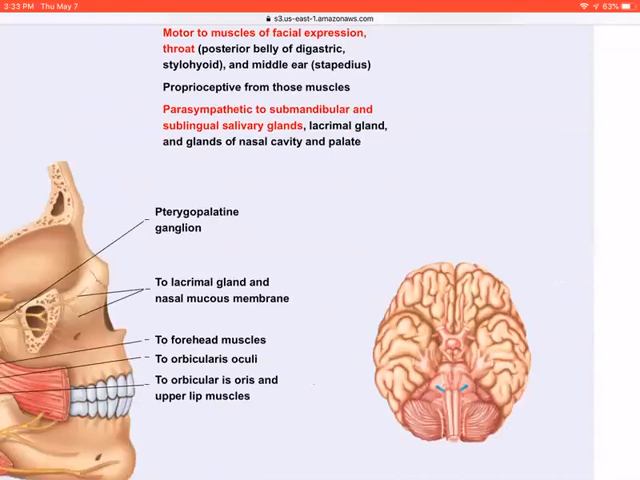 3:33 PM Thu May 7
63%
s3.us-east-1.amazonaws.com
Motor to muscles of facial expression,
throat (posterior belly of digastric,
stylohyoid), and middle ear (stapedius)
Proprioceptive from those muscles
Parasympathetic to submandibular and
sublingual salivary glands, lacrimal gland,
and glands of nasal cavity and palate
Pterygopalatine
ganglion
To lacrimal gland and
nasal mucous membrane
To forehead muscles
To orbicularis oculi
To orbicular is oris and
upper lip muscles